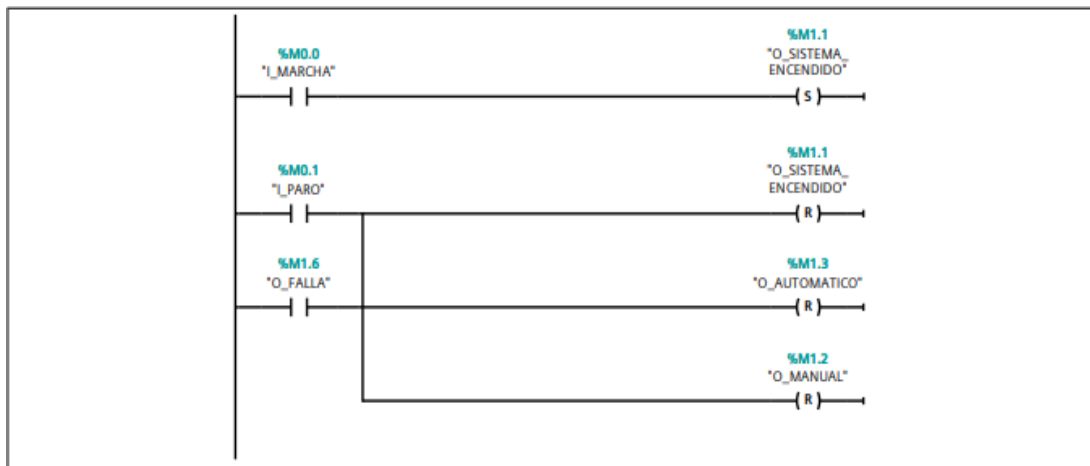 %M0.0
"I_MARCHA"
%M1.1
"O_SISTEMA_
ENCENDIDO"
S
%M0.1
"I_PARO"
%M1.1
"O_SISTEMA_
ENCENDIDO"
R
%M1.6
"O_FALLA"
%M1.3
"O_AUTOMATICO"
R
%M1.2
"O_MANUAL"
R